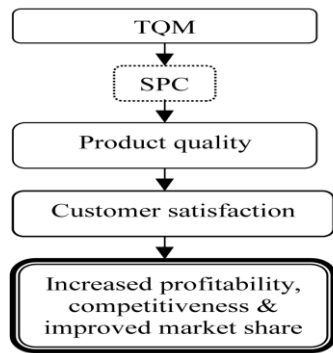 TQM
SPC
Product quality
Customer satisfaction
Increased profitability,
competitiveness &
improved market share